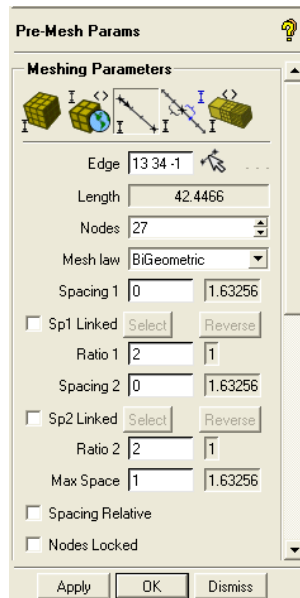 Pre-Mesh Params
Meshing Parameters
Edge 13 34 -1 ...
Length 42.4466
Nodes 27
Mesh law BiGeometric
Spacing 1 0 1.63256
Sp1 Linked Select Reverse
Ratio 1 2 1
Spacing 2 0 1.63256
Sp2 Linked Select Reverse
Ratio 2 2 1
Max Space 1 1.63256
Spacing Relative
Nodes Locked
Apply OK Dismiss